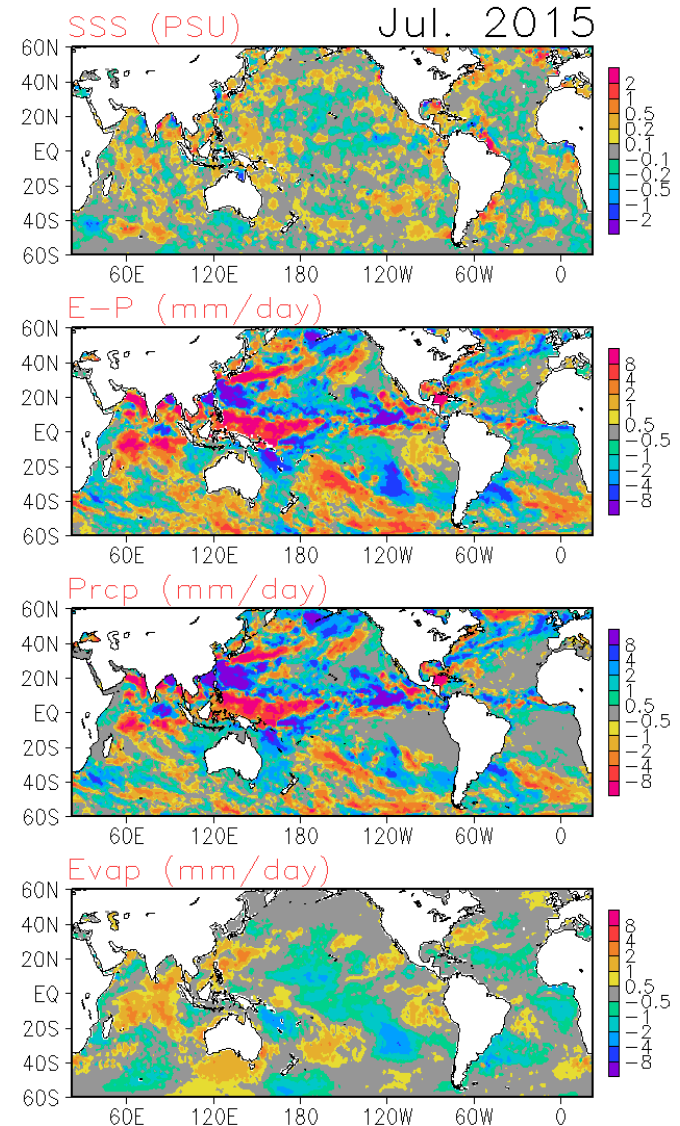 SSS (PSU)
Jul. 2015
60N
40N
20N
EQ
20S
40S
60S
60E
120E
180
120W
60W
0
2
1
0.5
0.2
0.1
−0.1
−0.2
−0.5
−1
−2
E−P (mm/day)
60N
40N
20N
EQ
20S
40S
60S
60E
120E
180
120W
60W
0
8
4
2
1
0.5
−0.5
−1
−2
−4
−8
Prcp (mm/day)
60N
40N
20N
EQ
20S
40S
60S
60E
120E
180
120W
60W
0
8
4
2
1
0.5
−0.5
−1
−2
−4
−8
Evap (mm/day)
60N
40N
20N
EQ
20S
40S
60S
60E
120E
180
120W
60W
0
8
4
2
1
0.5
−0.5
−1
−2
−4
−8